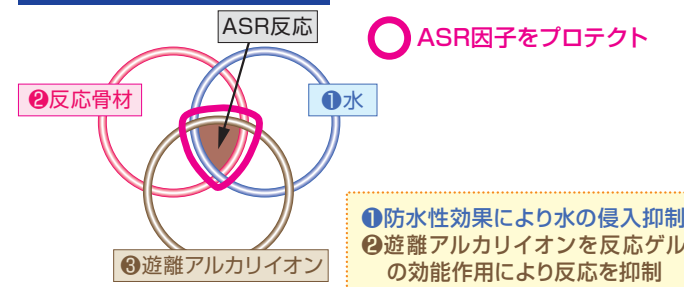 ASR反応
ASR因子をプロテクト
❷反応骨材
❶水
❸遊離アルカリイオン
❶防水性効果により水の侵入抑制
❷遊離アルカリイオンを反応ゲル
の効能作用により反応を抑制